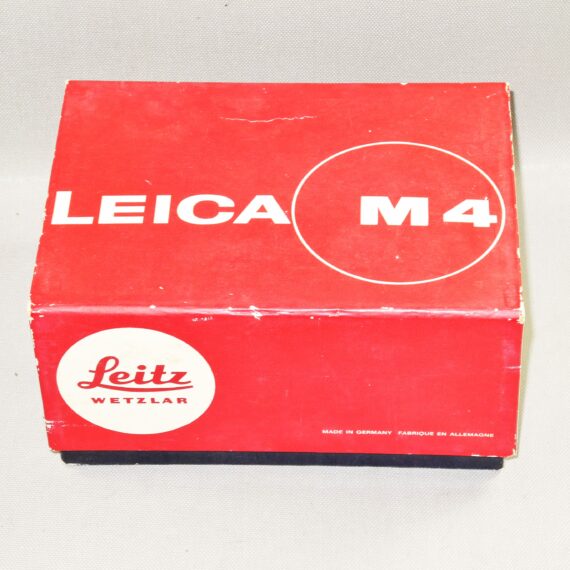 LEICA M4
Leitz
WETZLAR
MADE IN GERMANY FABRIQUE EN ALLEMAGNE